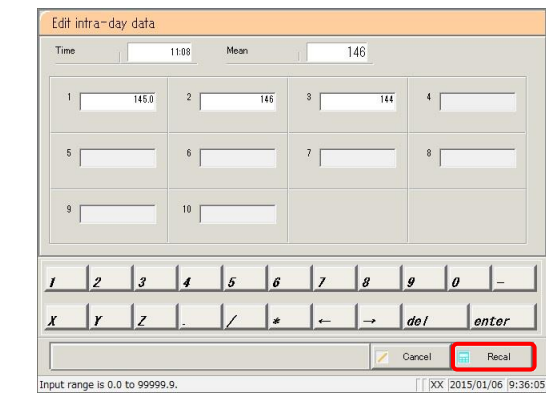 Edit intra-day data
Time 11:08 Mean 146
1 145.0 2 146 3 144 4
5 6 7 8
9 10
1 2 3 4 5 6 7 8 9 0 -
X Y Z . / * ← → del enter
Cancel Recal
Input range is 0.0 to 99999.9. XX 2015/01/06 9:36:05